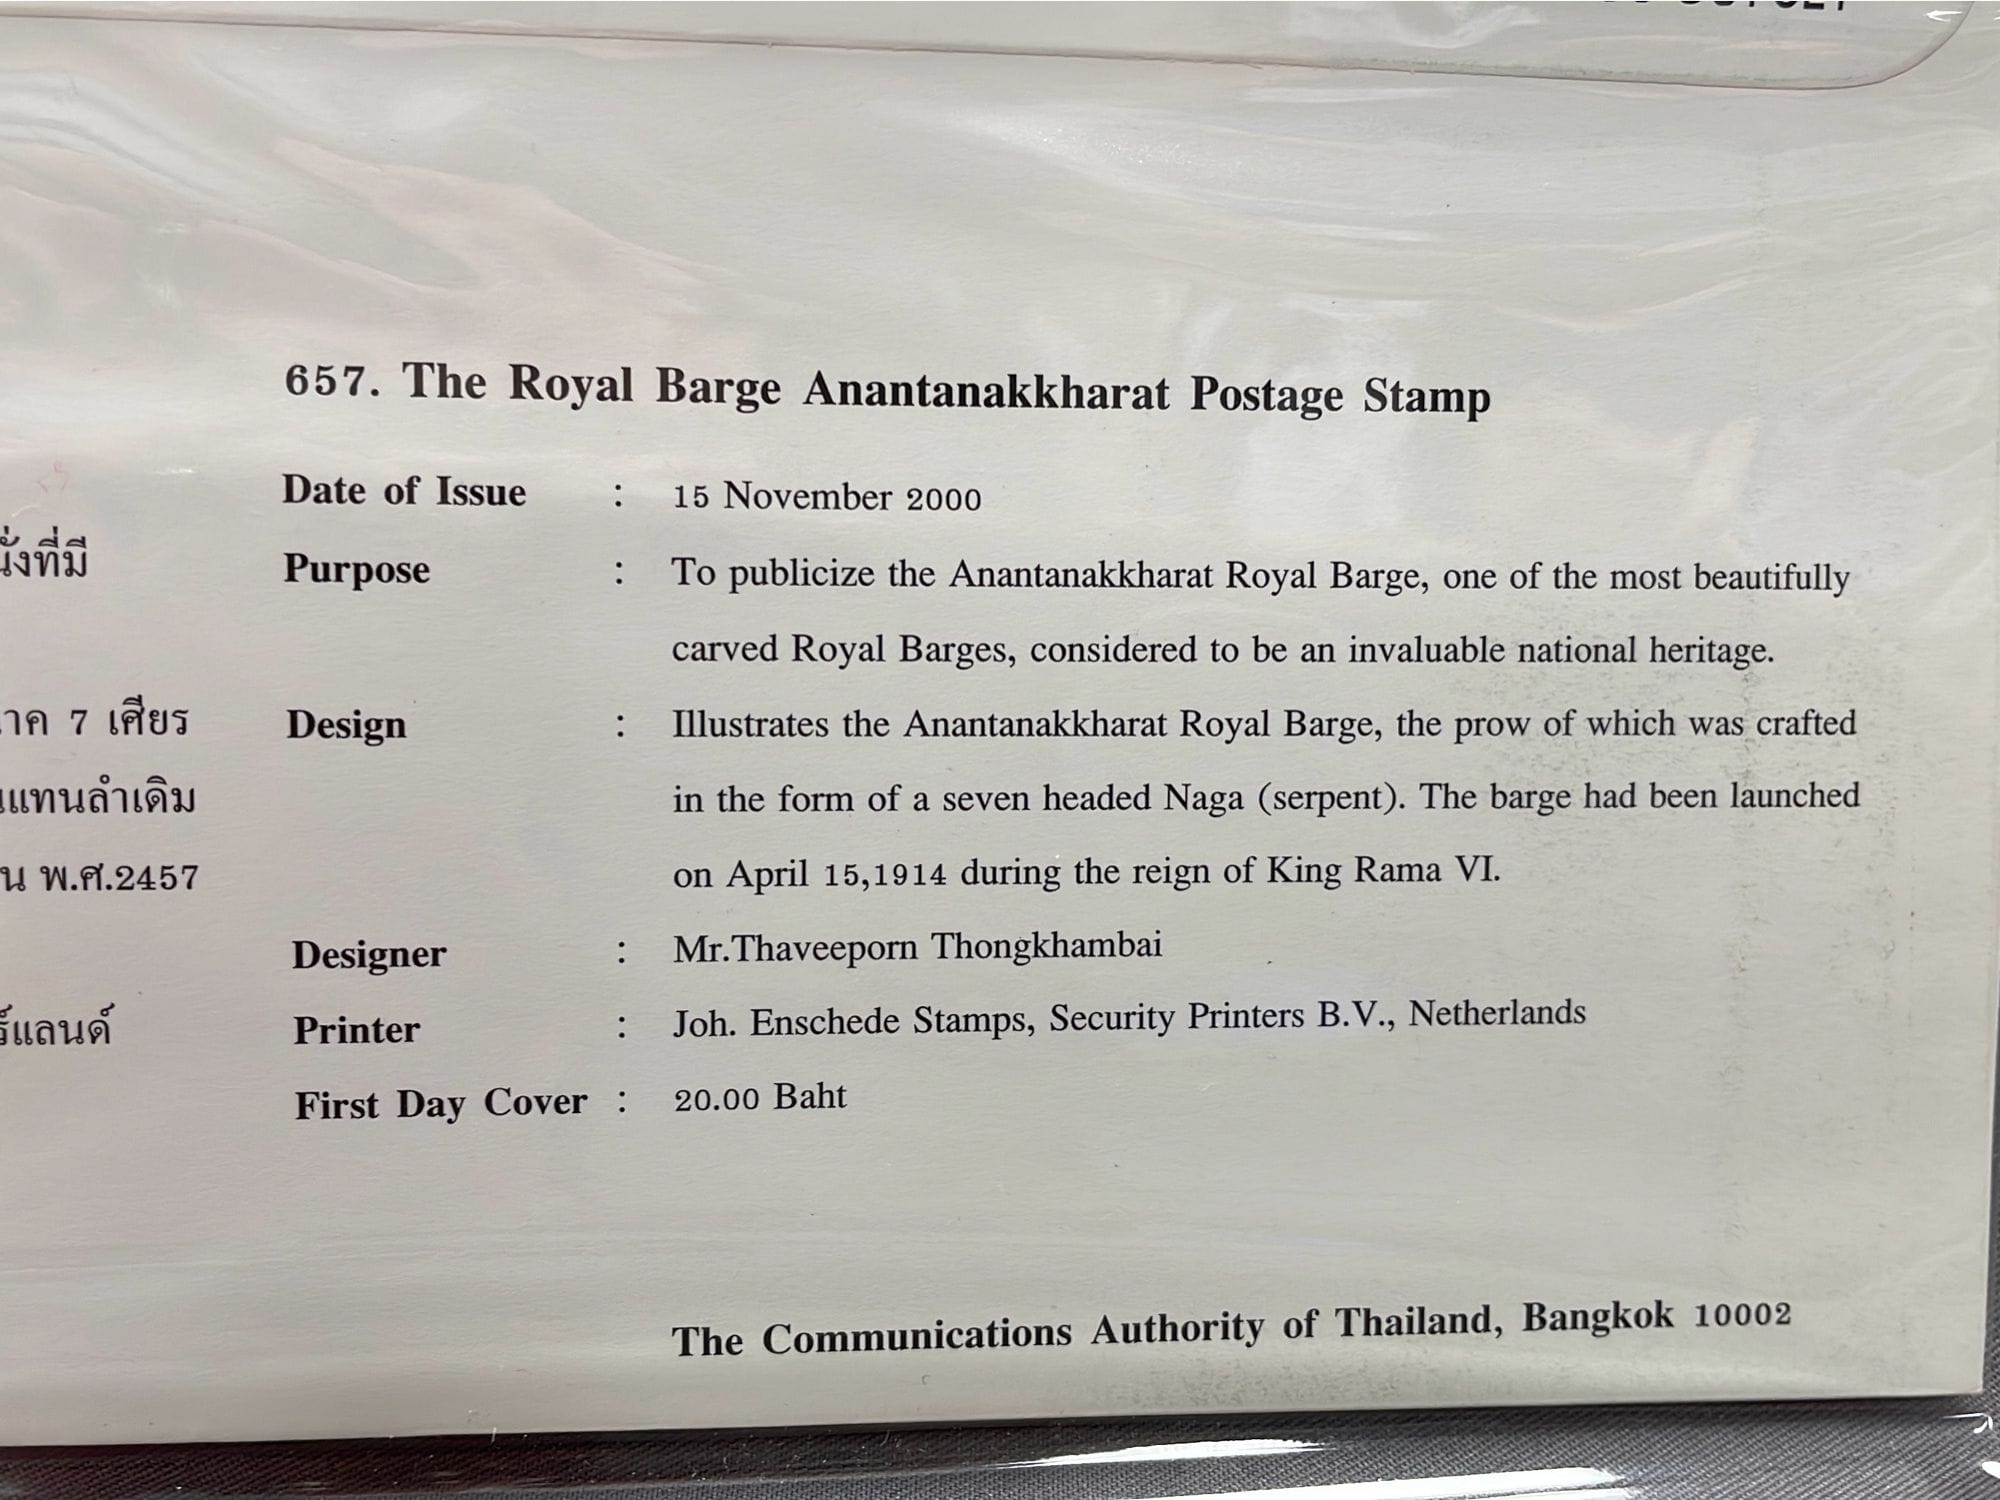 657. The Royal Barge Anantanakkharat Postage Stamp
Date of Issue : 15 November 2000
ที่มี
Purpose : To publicize the Anantanakkharat Royal Barge, one of the most beautifully
carved Royal Barges, considered to be an invaluable national heritage.
7 เศียร
Design : Illustrates the Anantanakkharat Royal Barge, the prow of which was crafted
แทนลำเดิม
in the form of a seven headed Naga (serpent). The barge had been launched
พ.ศ.2457
on April 15,1914 during the reign of King Rama VI.
Designer : Mr.Thaveeporn Thongkhambai
ร์แลนด์
Printer : Joh. Enschede Stamps, Security Printers B.V., Netherlands
First Day Cover : 20.00 Baht
The Communications Authority of Thailand, Bangkok 10002